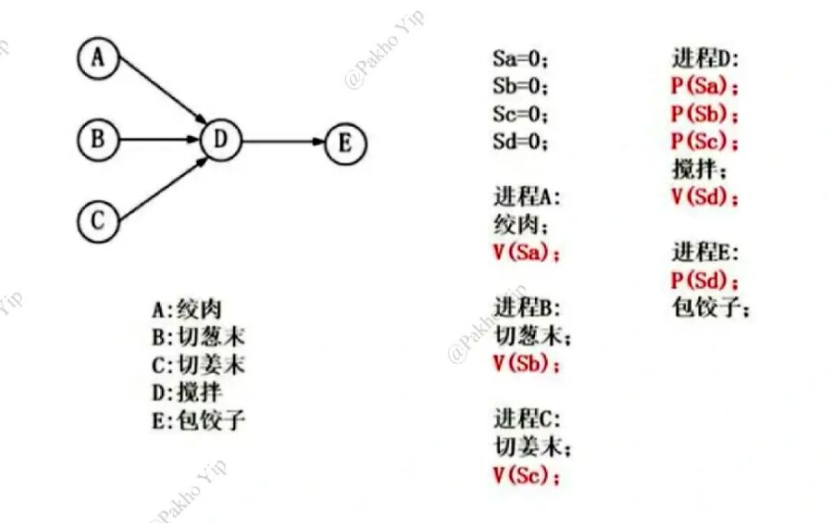 @Pakho Yip
A
B
C
D
E
A:绞肉
B:切葱末
C:切姜末
D:搅拌
E:包饺子
Sa=0;
Sb=0;
Sc=0;
Sd=0;
进程A:
绞肉;
V(Sa);
进程B:
切葱末;
V(Sb);
进程C:
切姜末;
V(Sc);
进程D:
P(Sa);
P(Sb);
P(Sc);
搅拌;
V(Sd);
进程E:
P(Sd);
包饺子;
@Pakho Yip
@Pakho Yip
Yip